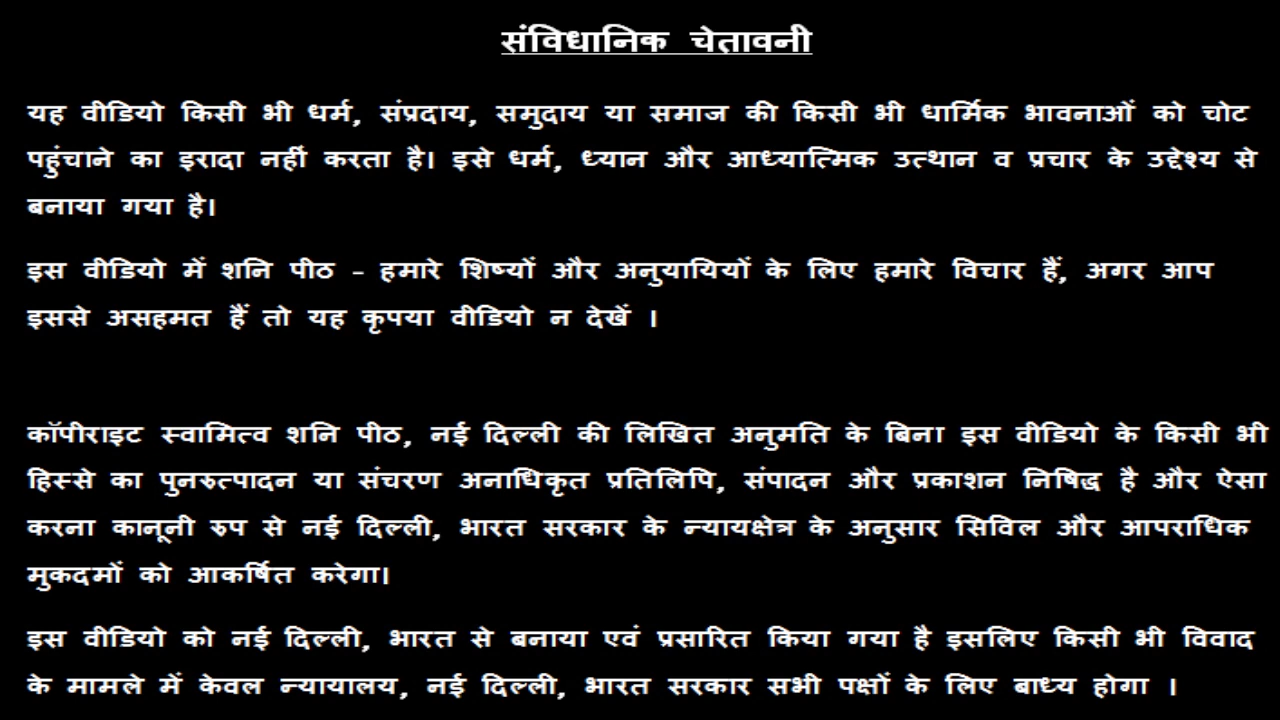 संविधानिक चेतावनी
यह वीडियो किसी भी धर्म, संप्रदाय, समुदाय या समाज की किसी भी धार्मिक भावनाओं को चोट
पहुंचाने का इरादा नहीं करता है। इसे धर्म, ध्यान और आध्यात्मिक उत्थान व प्रचार के उद्देश्य से
बनाया गया है।
इस वीडियो में शनि पीठ – हमारे शिष्यों और अनुयायियों के लिए हमारे विचार हैं, अगर आप
इससे असहमत हैं तो यह कृपया वीडियो न देखें ।
कॉपीराइट स्वामित्व शनि पीठ, नई दिल्ली की लिखित अनुमति के बिना इस वीडियो के किसी भी
हिस्से का पुनरुत्पादन या संचरण अनाधिकृत प्रतिलिपि, संपादन और प्रकाशन निषिद्ध है और ऐसा
करना कानूनी रुप से नई दिल्ली, भारत सरकार के न्यायक्षेत्र के अनुसार सिविल और आपराधिक
मुकदमों को आकर्षित करेगा।
इस वीडियो को नई दिल्ली, भारत से बनाया एवं प्रसारित किया गया है इसलिए किसी भी विवाद
के मामले में केवल न्यायालय, नई दिल्ली, भारत सरकार सभी पक्षों के लिए बाध्य होगा ।